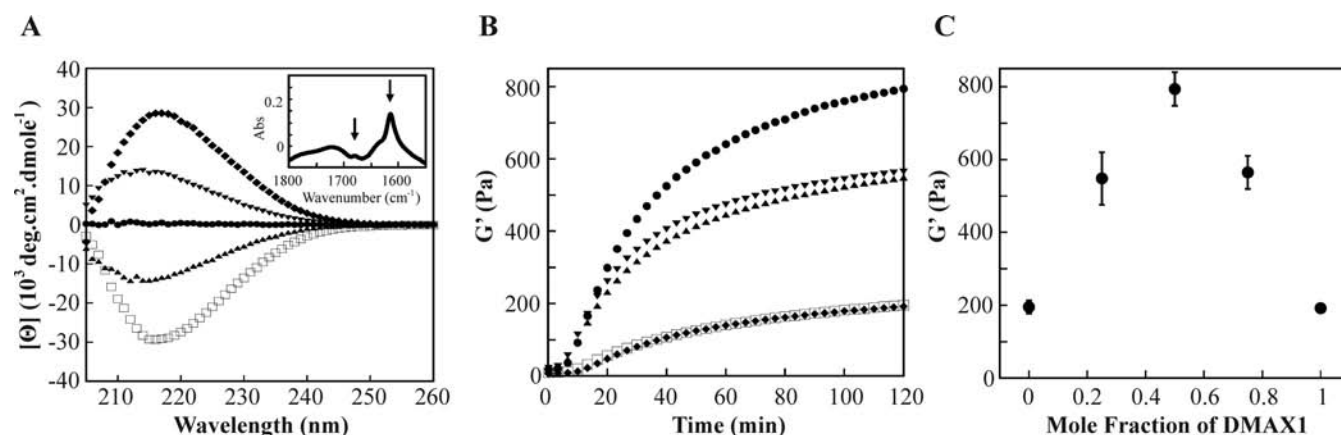 A
[Θ] (10³ deg.cm².dmole⁻¹)
40
30
20
10
0
-10
-20
-30
-40
210 220 230 240 250 260
Wavelength (nm)
Abs
0.2
0
1800 1700 1600
Wavenumber (cm⁻¹)
B
G' (Pa)
800
600
400
200
0
0 20 40 60 80 100 120
Time (min)
C
G' (Pa)
800
600
400
200
0
0 0.2 0.4 0.6 0.8 1
Mole Fraction of DMAX1